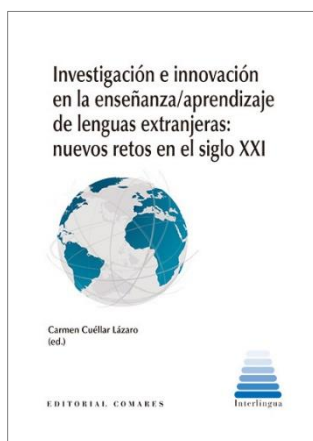 Investigación e innovación
en la enseñanza/aprendizaje
de lenguas extranjeras:
nuevos retos en el siglo XXI
Carmen Cuéllar Lázaro
(ed.)
EDITORIAL COMARES
Interlingua